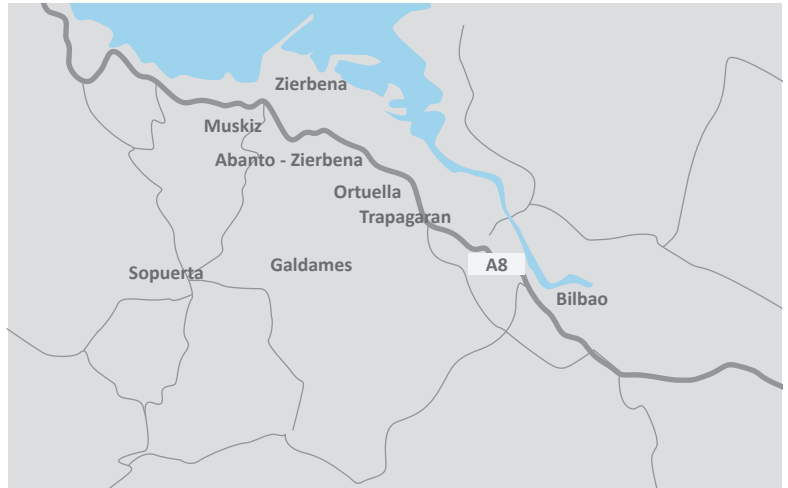 Zierbena
Muskiz
Abanto - Zierbena
Ortuella
Trapagaran
Sopuerta
Galdames
A8
Bilbao